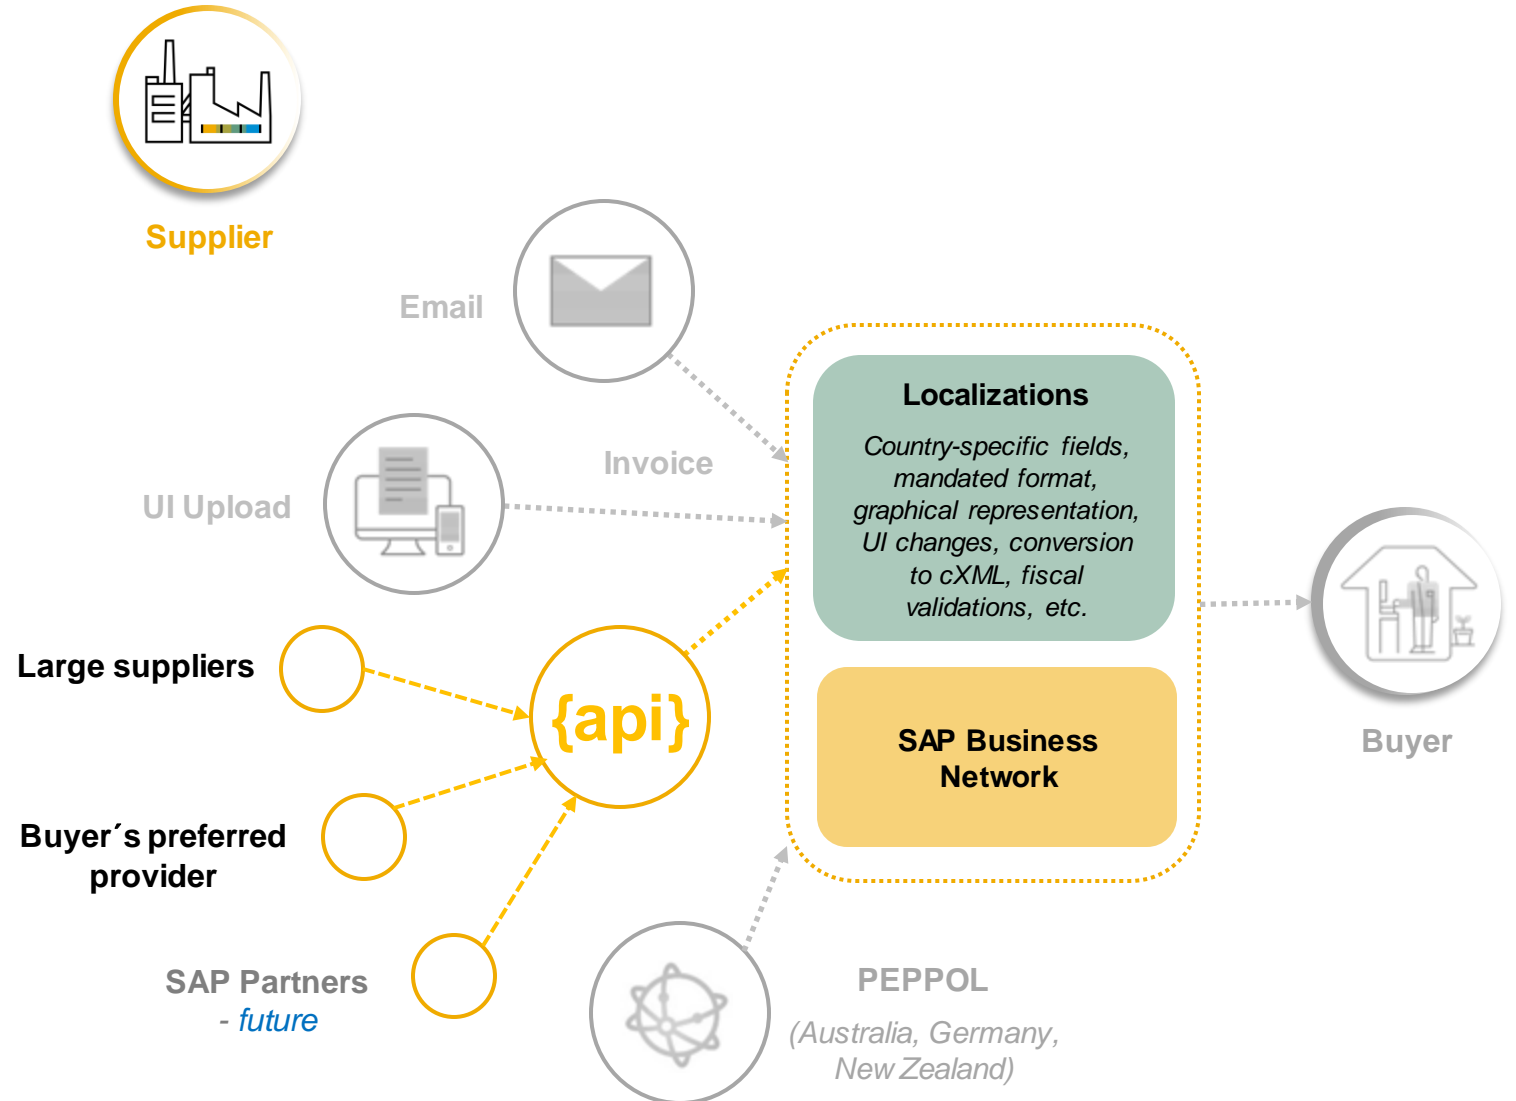 Supplier
Email
Invoice
UI Upload
Localizations
Country-specific fields,
mandated format,
graphical representation,
UI changes, conversion
to cXML, fiscal
validations, etc.
Large suppliers
{api}
SAP Business
Network
Buyer
Buyer´s preferred
provider
SAP Partners
- future
PEPPOL
(Australia, Germany,
New Zealand)